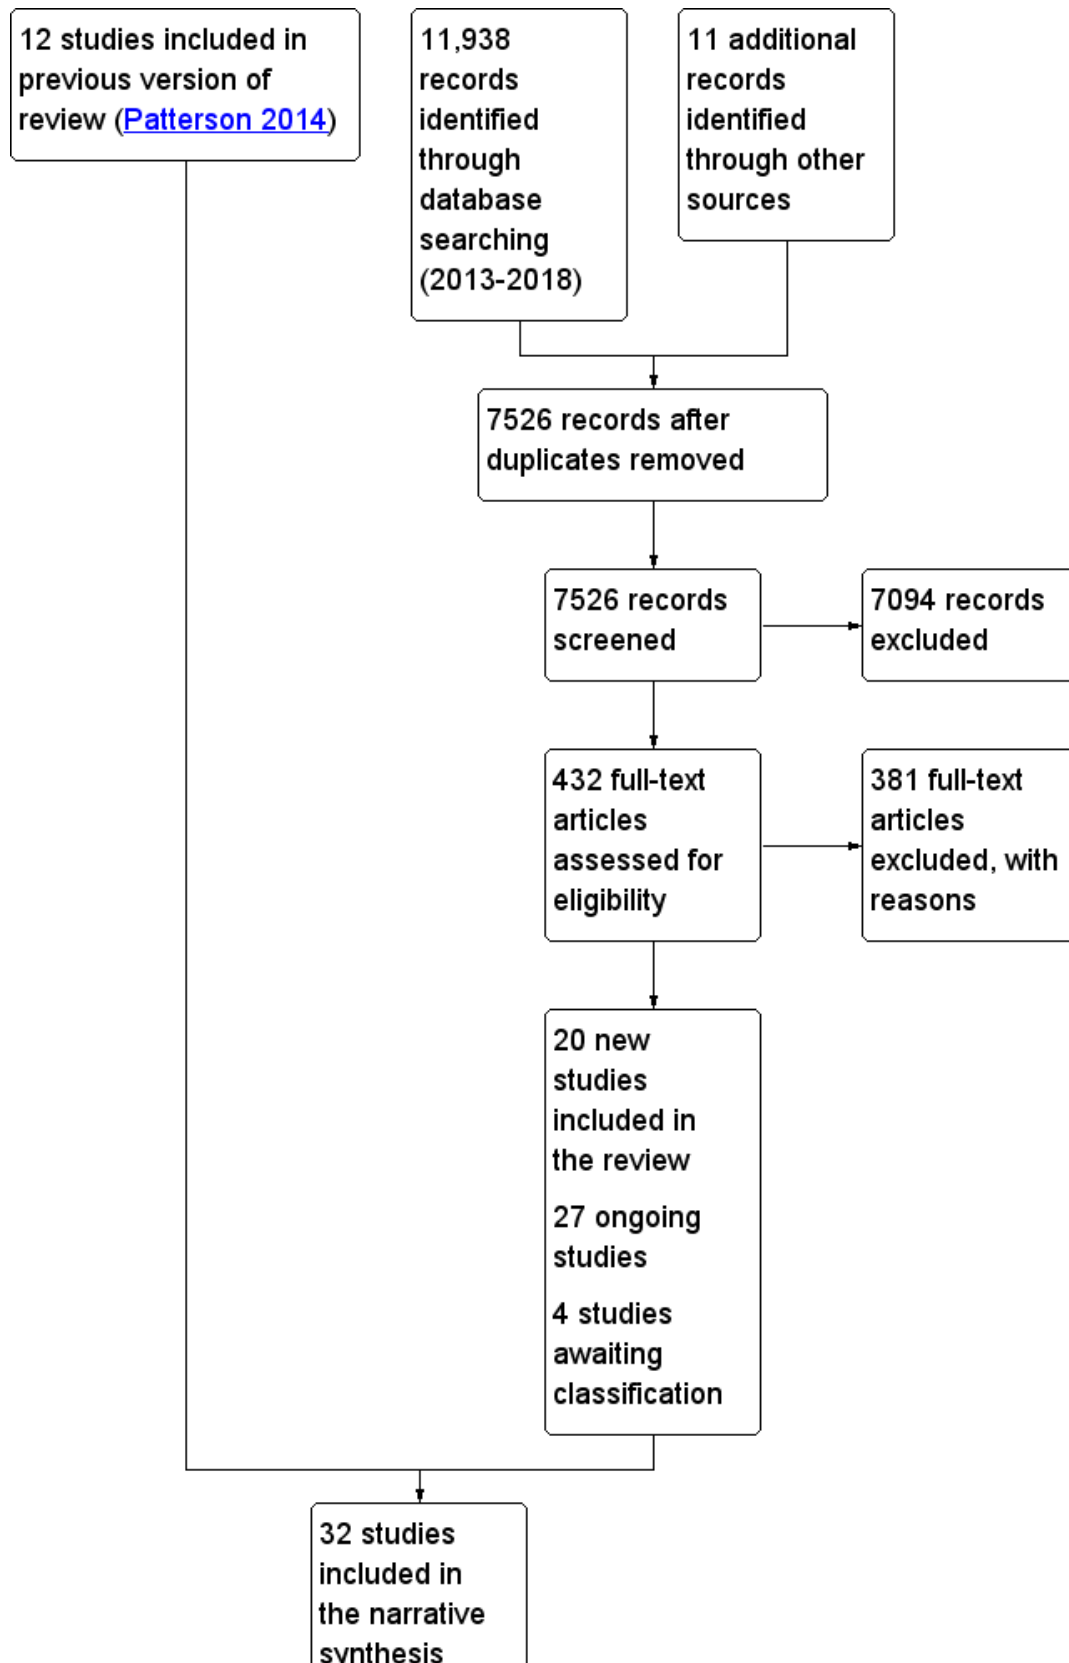 12 studies included in
previous version of
review (Patterson 2014)
11,938
records
identified
through
database
searching
(2013-2018)
11 additional
records
identified
through other
sources
7526 records after
duplicates removed
7526 records
screened
7094 records
excluded
432 full-text
articles
assessed for
eligibility
381 full-text
articles
excluded, with
reasons
20 new
studies
included in
the review
27 ongoing
studies
4 studies
awaiting
classification
32 studies
included in
the narrative
synthesis